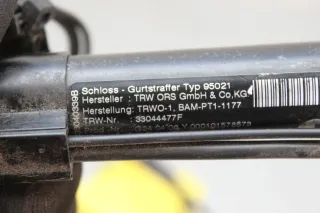 Schloss - Gurtstraffer Typ 95021
Hersteller : TRW ORS GmbH & Co,KG
Herstellung: TRWO-1, BAM-PT1-1177
TRW-Nr. 33044477F